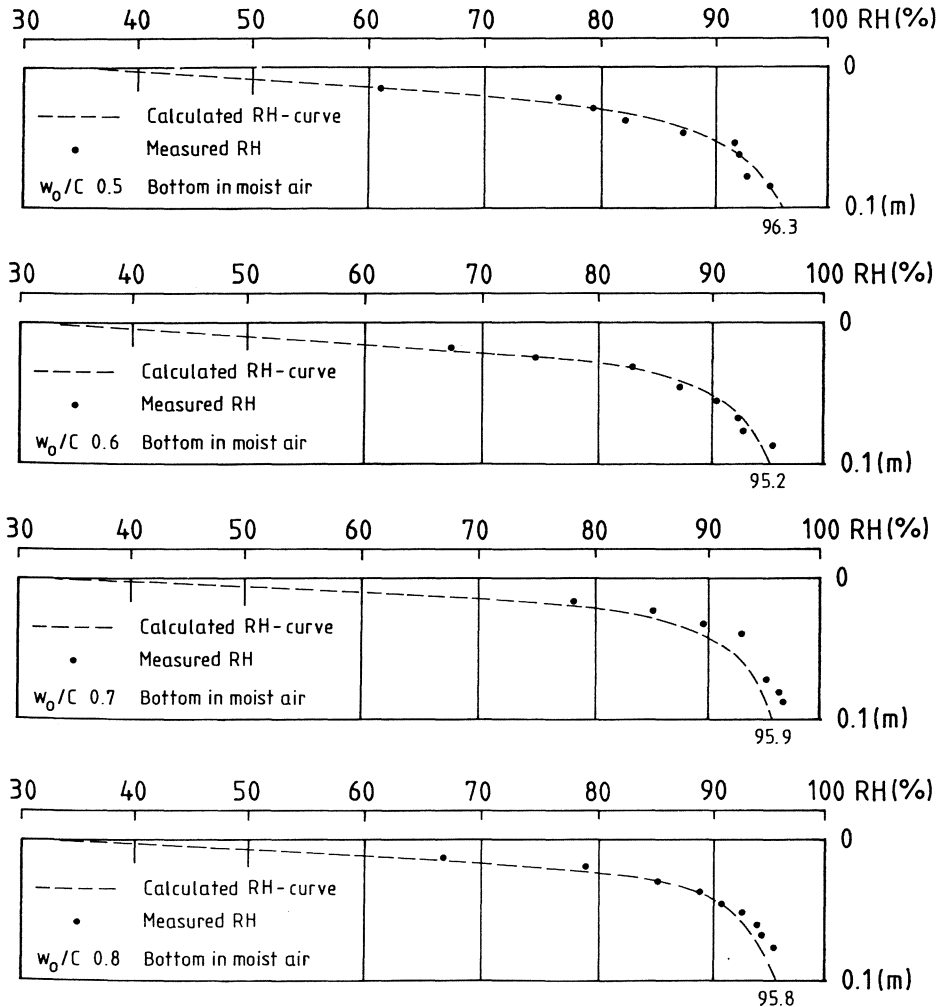 30 40 50 60 70 80 90 100 RH(%)
0
Calculated RH-curve
Measured RH
w₀/C 0.5 Bottom in moist air
0.1(m)
96.3
30 40 50 60 70 80 90 100 RH(%)
0
Calculated RH-curve
Measured RH
w₀/C 0.6 Bottom in moist air
0.1(m)
95.2
30 40 50 60 70 80 90 100 RH(%)
0
Calculated RH-curve
Measured RH
w₀/C 0.7 Bottom in moist air
0.1(m)
95.9
30 40 50 60 70 80 90 100 RH(%)
0
Calculated RH-curve
Measured RH
w₀/C 0.8 Bottom in moist air
0.1(m)
95.8